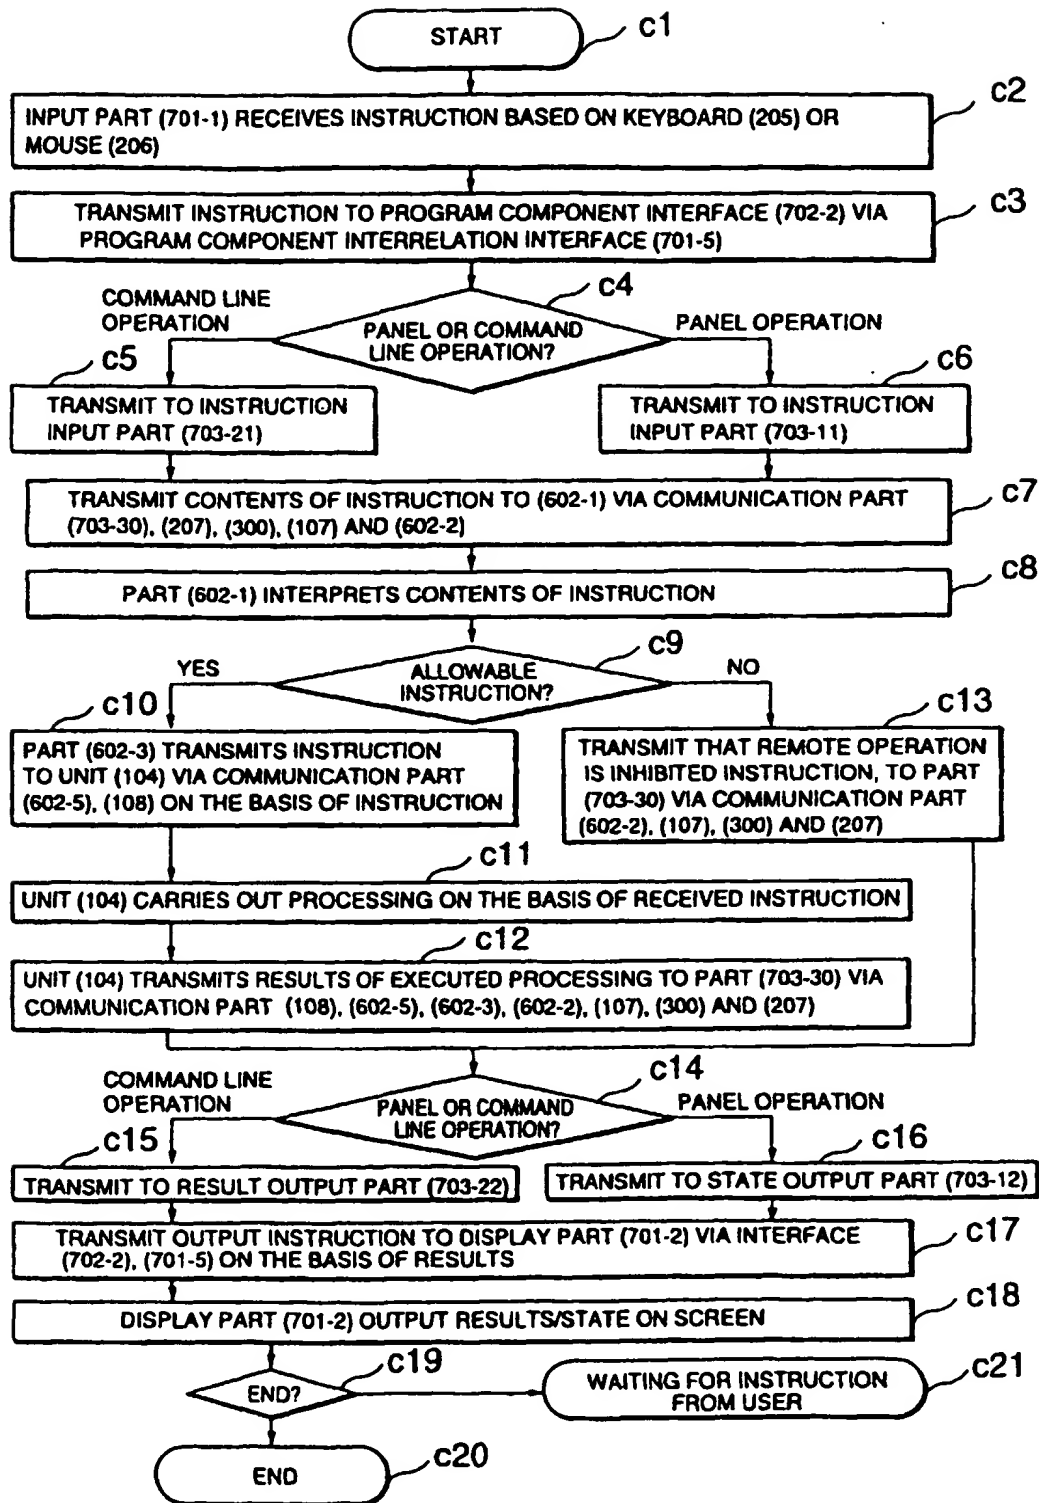 START
c1
c2
INPUT PART (701-1) RECEIVES INSTRUCTION BASED ON KEYBOARD (205) OR
MOUSE (206)
c3
TRANSMIT INSTRUCTION TO PROGRAM COMPONENT INTERFACE (702-2) VIA
PROGRAM COMPONENT INTERRELATION INTERFACE (701-5)
c4
COMMAND LINE
OPERATION
PANEL OR COMMAND
LINE OPERATION?
PANEL OPERATION
c5
c6
TRANSMIT TO INSTRUCTION
INPUT PART (703-21)
TRANSMIT TO INSTRUCTION
INPUT PART (703-11)
c7
TRANSMIT CONTENTS OF INSTRUCTION TO (602-1) VIA COMMUNICATION PART
(703-30), (207), (300), (107) AND (602-2)
c8
PART (602-1) INTERPRETS CONTENTS OF INSTRUCTION
c9
YES
ALLOWABLE
INSTRUCTION?
NO
c10
c13
PART (602-3) TRANSMITS INSTRUCTION
TO UNIT (104) VIA COMMUNICATION PART
(602-5), (108) ON THE BASIS OF INSTRUCTION
TRANSMIT THAT REMOTE OPERATION
IS INHIBITED INSTRUCTION, TO PART
(703-30) VIA COMMUNICATION PART
(602-2), (107), (300) AND (207)
c11
UNIT (104) CARRIES OUT PROCESSING ON THE BASIS OF RECEIVED INSTRUCTION
c12
UNIT (104) TRANSMITS RESULTS OF EXECUTED PROCESSING TO PART (703-30) VIA
COMMUNICATION PART (108), (602-5), (602-3), (602-2), (107), (300) AND (207)
c14
COMMAND LINE
OPERATION
PANEL OR COMMAND
LINE OPERATION?
PANEL OPERATION
c15
c16
TRANSMIT TO RESULT OUTPUT PART (703-22)
TRANSMIT TO STATE OUTPUT PART (703-12)
c17
TRANSMIT OUTPUT INSTRUCTION TO DISPLAY PART (701-2) VIA INTERFACE
(702-2), (701-5) ON THE BASIS OF RESULTS
c18
DISPLAY PART (701-2) OUTPUT RESULTS/STATE ON SCREEN
c19
END?
c21
WAITING FOR INSTRUCTION
FROM USER
c20
END